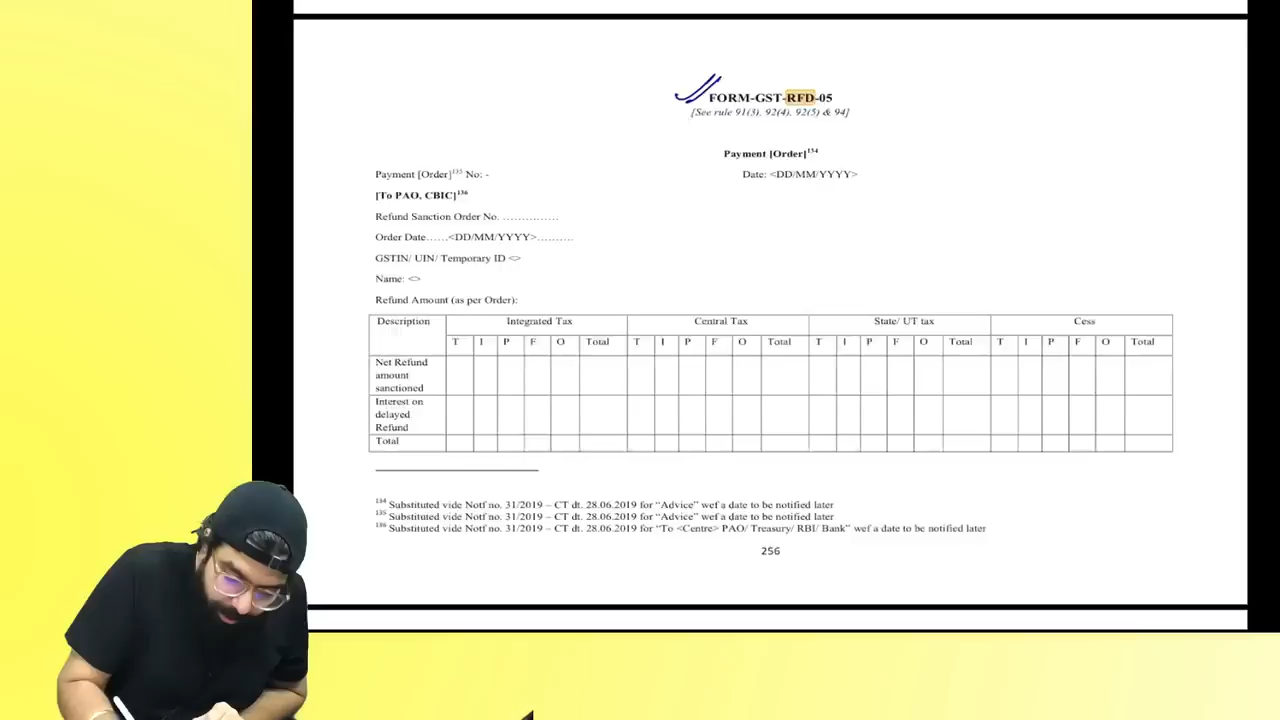 FORM-GST-RFD-05
[See rule 91(3), 92(4), 92(5) & 94]
Payment [Order]134
Payment [Order]135 No: - Date: <DD/MM/YYYY>
[To PAO, CBIC]136
Refund Sanction Order No. ……………
Order Date……<DD/MM/YYYY>……….
GSTIN/ UIN/ Temporary ID <>
Name: <>
Refund Amount (as per Order):
Description Integrated Tax Central Tax State/ UT tax Cess
T I P F O Total T I P F O Total T I P F O Total T I P F O Total
Net Refund
amount
sanctioned
Interest on
delayed
Refund
Total
134 Substituted vide Notf no. 31/2019 – CT dt. 28.06.2019 for “Advice” wef a date to be notified later
135 Substituted vide Notf no. 31/2019 – CT dt. 28.06.2019 for “Advice” wef a date to be notified later
136 Substituted vide Notf no. 31/2019 – CT dt. 28.06.2019 for “To <Centre> PAO/ Treasury/ RBI/ Bank” wef a date to be notified later
256